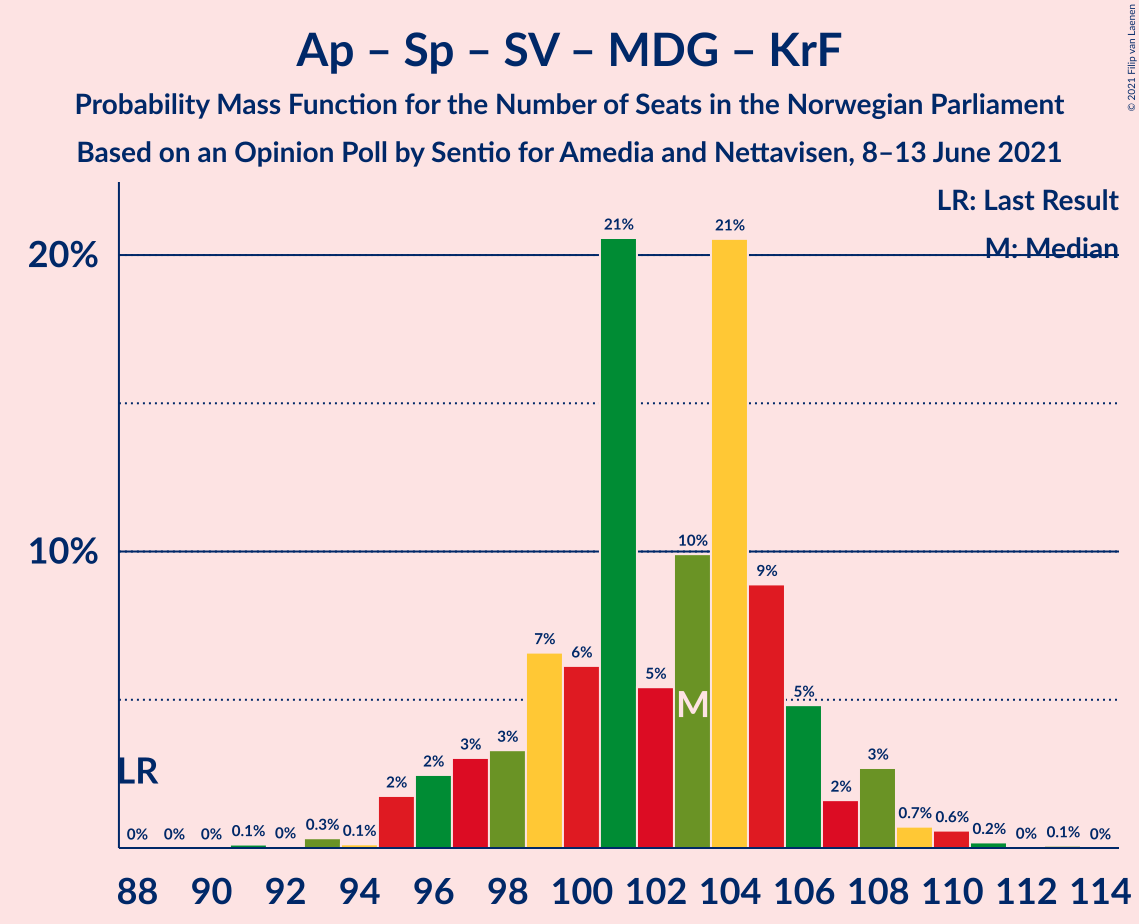 Ap – Sp – SV – MDG – KrF
Probability Mass Function for the Number of Seats in the Norwegian Parliament
Based on an Opinion Poll by Sentio for Amedia and Nettavisen, 8–13 June 2021
© 2021 Filip van Laenen
LR: Last Result
M: Median
20%
10%
21% 21%
10%
9%
7%
6%
5%
5%
3% 3% 3%
2% 2% 2%
0% 0% 0% 0.1% 0% 0.3% 0.1% 0.7% 0.6% 0.2% 0% 0.1% 0%
M
LR
88 90 92 94 96 98 100 102 104 106 108 110 112 114